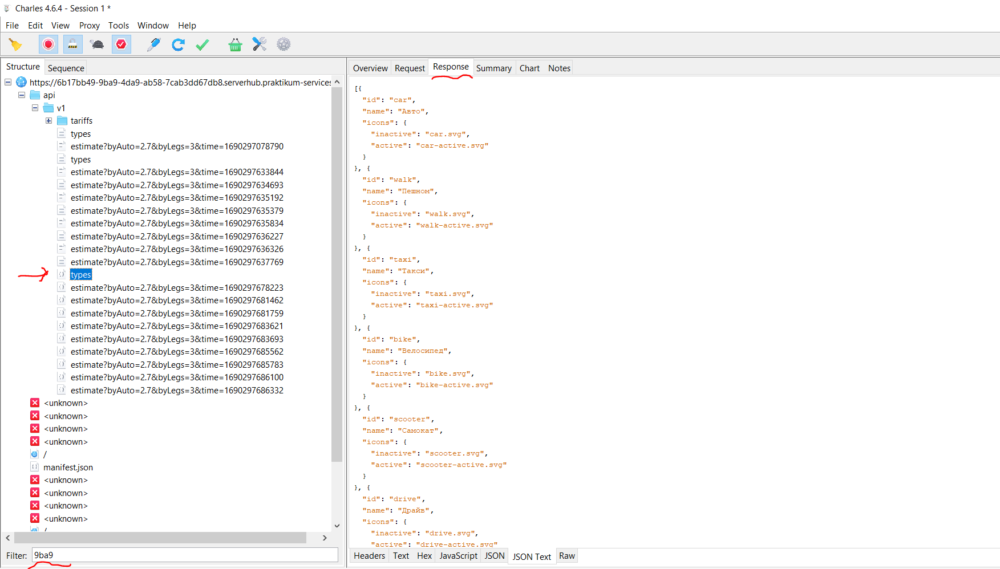 Charles 4.6.4 - Session 1 *
File Edit View Proxy Tools Window Help
Structure Sequence
https://6b17bb49-9ba9-4da9-ab58-7cab3dd67db8.serverhub.praktikum-services
api
v1
tariffs
types
estimate?byAuto=2.7&byLegs=3&time=1690297078790
types
estimate?byAuto=2.7&byLegs=3&time=1690297633844
estimate?byAuto=2.7&byLegs=3&time=1690297634693
estimate?byAuto=2.7&byLegs=3&time=1690297635192
estimate?byAuto=2.7&byLegs=3&time=1690297635379
estimate?byAuto=2.7&byLegs=3&time=1690297635834
estimate?byAuto=2.7&byLegs=3&time=1690297636227
estimate?byAuto=2.7&byLegs=3&time=1690297636326
estimate?byAuto=2.7&byLegs=3&time=1690297637769
types
estimate?byAuto=2.7&byLegs=3&time=1690297678223
estimate?byAuto=2.7&byLegs=3&time=1690297681462
estimate?byAuto=2.7&byLegs=3&time=1690297681759
estimate?byAuto=2.7&byLegs=3&time=1690297683621
estimate?byAuto=2.7&byLegs=3&time=1690297683693
estimate?byAuto=2.7&byLegs=3&time=1690297685562
estimate?byAuto=2.7&byLegs=3&time=1690297685783
estimate?byAuto=2.7&byLegs=3&time=1690297686100
estimate?byAuto=2.7&byLegs=3&time=1690297686332
<unknown>
<unknown>
<unknown>
<unknown>
/
manifest.json
<unknown>
<unknown>
<unknown>
<unknown>
/
Filter: 9ba9
Overview Request Response Summary Chart Notes
[{
"id": "car",
"name": "Авто",
"icons": {
"inactive": "car.svg",
"active": "car-active.svg"
}
}, {
"id": "walk",
"name": "Пешном",
"icons": {
"inactive": "walk.svg",
"active": "walk-active.svg"
}
}, {
"id": "taxi",
"name": "Такси",
"icons": {
"inactive": "taxi.svg",
"active": "taxi-active.svg"
}
}, {
"id": "bike",
"name": "Велосипед",
"icons": {
"inactive": "bike.svg",
"active": "bike-active.svg"
}
}, {
"id": "scooter",
"name": "Самокат",
"icons": {
"inactive": "scooter.svg",
"active": "scooter-active.svg"
}
}, {
"id": "drive",
"name": "Драйв",
"icons": {
"inactive": "drive.svg",
"active": "drive-active.svg"
Headers Text Hex JavaScript JSON JSON Text Raw